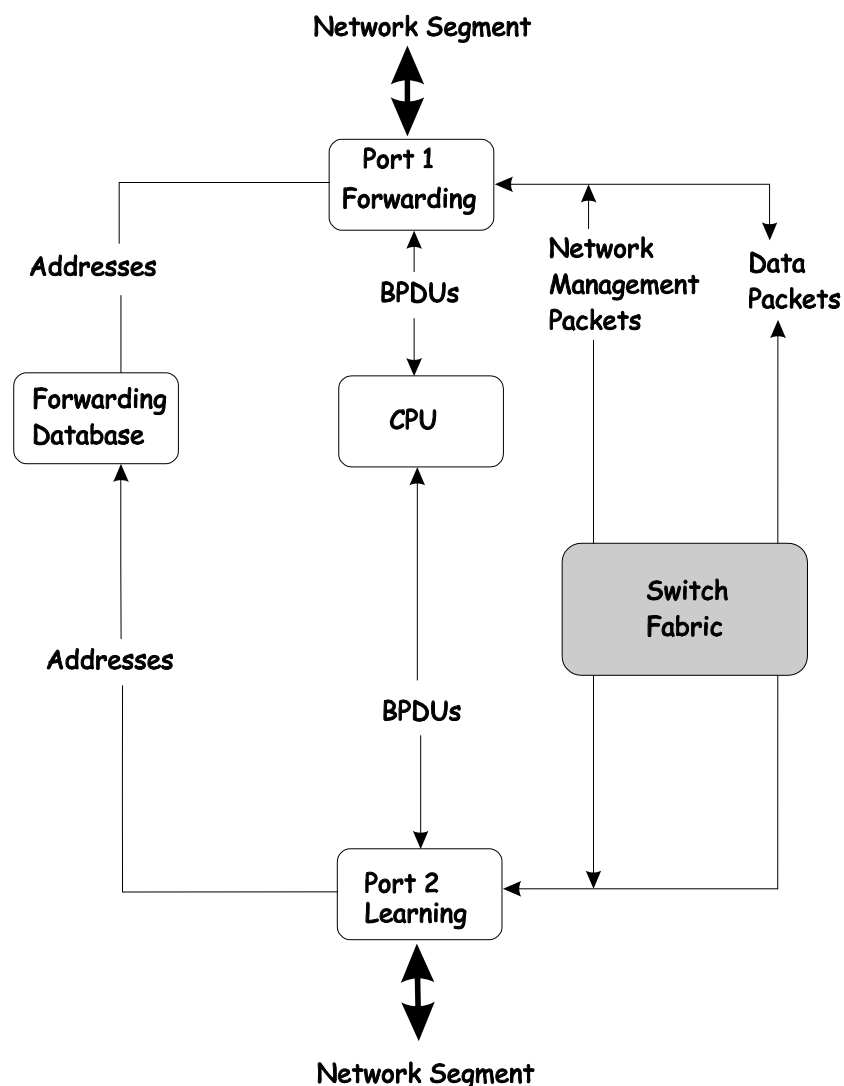 Network Segment
Port 1
Forwarding
Addresses
BPDUs
Network
Management
Packets
Data
Packets
Forwarding
Database
CPU
Switch
Fabric
Addresses
BPDUs
Port 2
Learning
Network Segment